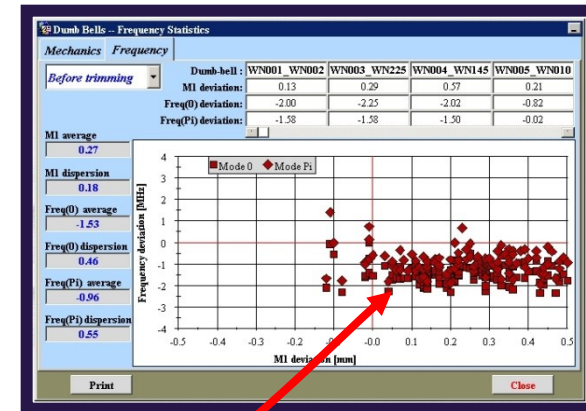 Dumb Bells -- Frequency Statistics
Mechanics Frequency
Before trimming
Dumb-bell : WN001_WN002 WN003_WN225 WN004_WN145 WN005_WN010
M1 deviation: 0.13 0.29 0.57 0.21
Freq(0) deviation: -2.00 -2.25 -2.02 -0.82
Freq(Pi) deviation: -1.58 -1.58 -1.50 -0.02
M1 average
0.27
M1 dispersion
0.18
Freq(0) average
-1.53
Freq(0) dispersion
0.46
Freq(Pi) average
-0.96
Freq(Pi) dispersion
0.55
Mode 0 Mode Pi
Frequency deviation [MHz]
4
3
2
1
0
-1
-2
-3
-4
-0.5 -0.4 -0.3 -0.2 -0.1 -0.0 0.1 0.2 0.3 0.4 0.5
M1 deviation [mm]
Print Close